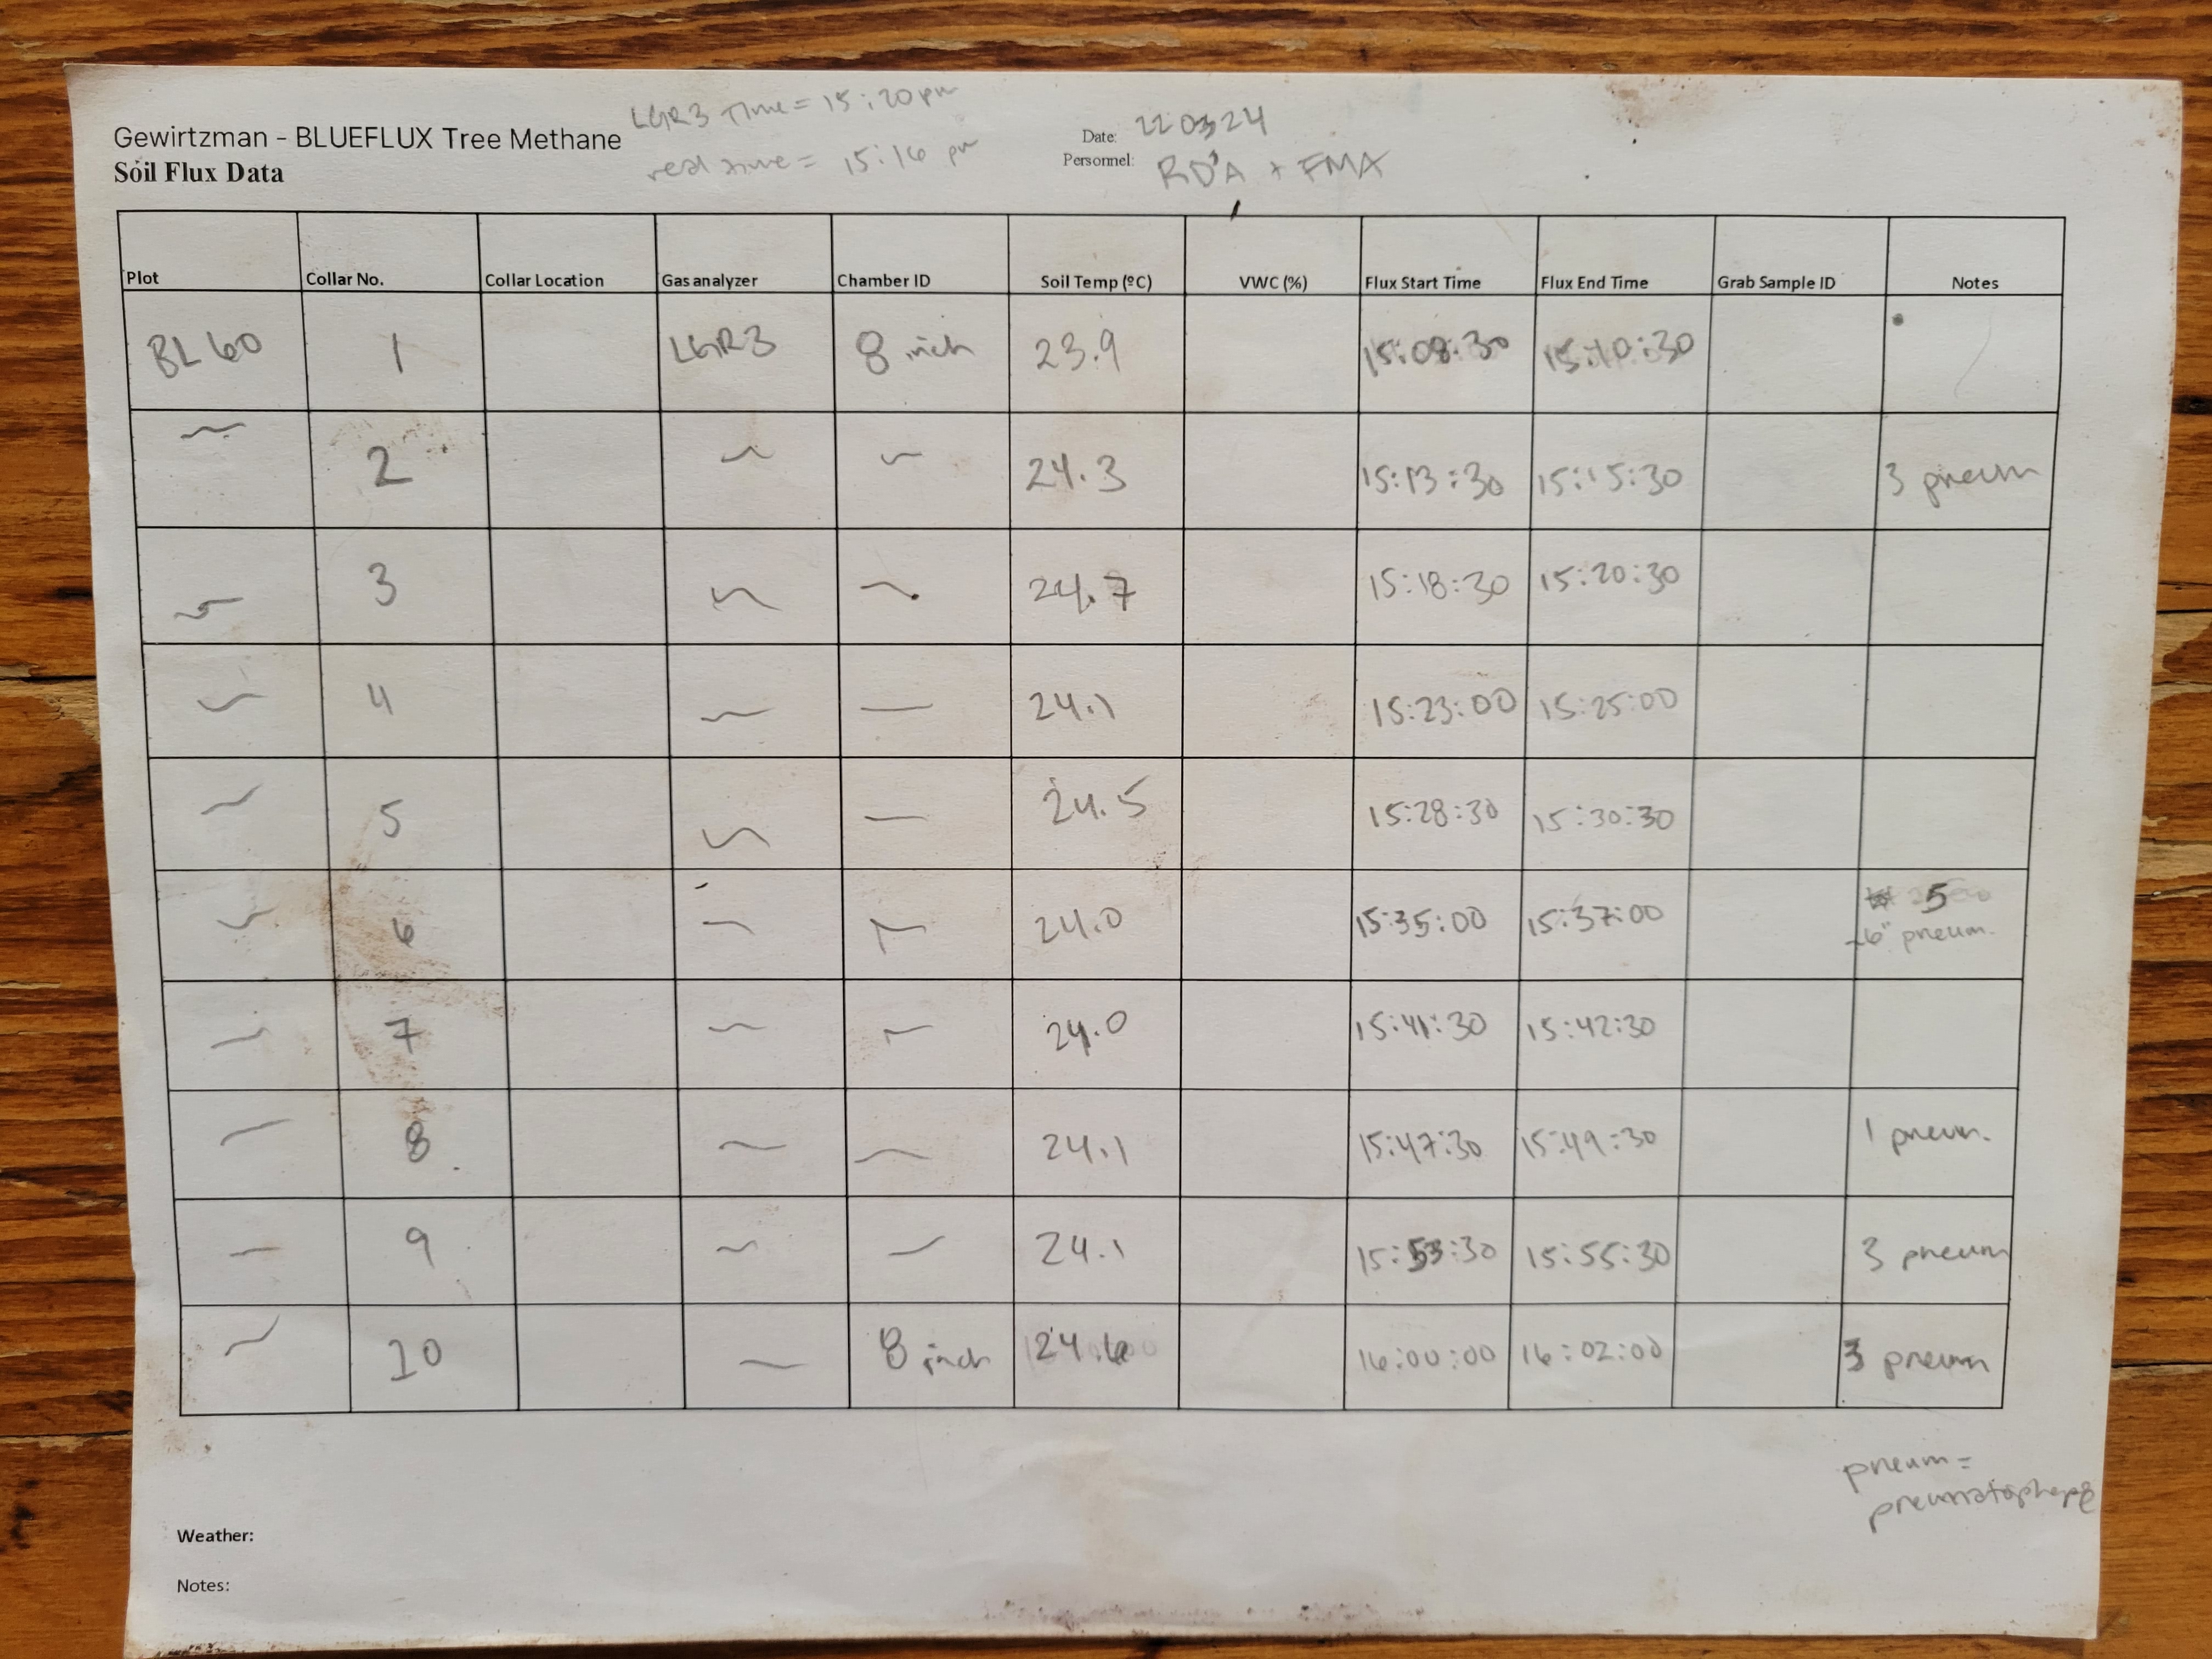 Gewirtzman - BLUEFLUX Tree Methane LGR3 Time = 15:20pm Date: 22.03.24
Soil Flux Data real time = 15:16 pm Personnel: RO'A + FMX
Plot Collar No. Collar Location Gas analyzer Chamber ID Soil Temp (ºC) VWC (%) Flux Start Time Flux End Time Grab Sample ID Notes
BL60 1 LGR3 8 inch 23.9 15:08:30 15:10:30
~ 2 ~ ~ 24.3 15:13:30 15:15:30 3 pneum
~ 3 ~ ~ 24.7 15:18:30 15:20:30
~ 4 ~ — 24.1 15:23:00 15:25:00
~ 5 ~ — 24.5 15:28:30 15:30:30
~ 6 ~ ~ 24.0 15:35:00 15:37:00 5 pneum.
~ 7 ~ ~ 24.0 15:41:30 15:42:30
~ 8 ~ ~ 24.1 15:47:30 15:49:30 1 pneum.
~ 9 ~ ~ 24.1 15:53:30 15:55:30 3 pneum
~ 10 ~ 8 inch 24.6 16:00:00 16:02:00 3 pneum
pneum =
pneumatophore
Weather:
Notes: